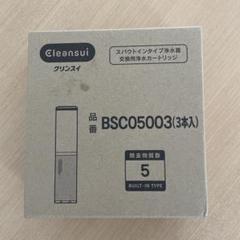 Cleansui
クリンスイ
スパウトインタイプ浄水器
交換用浄水カートリッジ
品番 BSC05003(3本入)
除去物質数
5
BUILT-IN TYPE